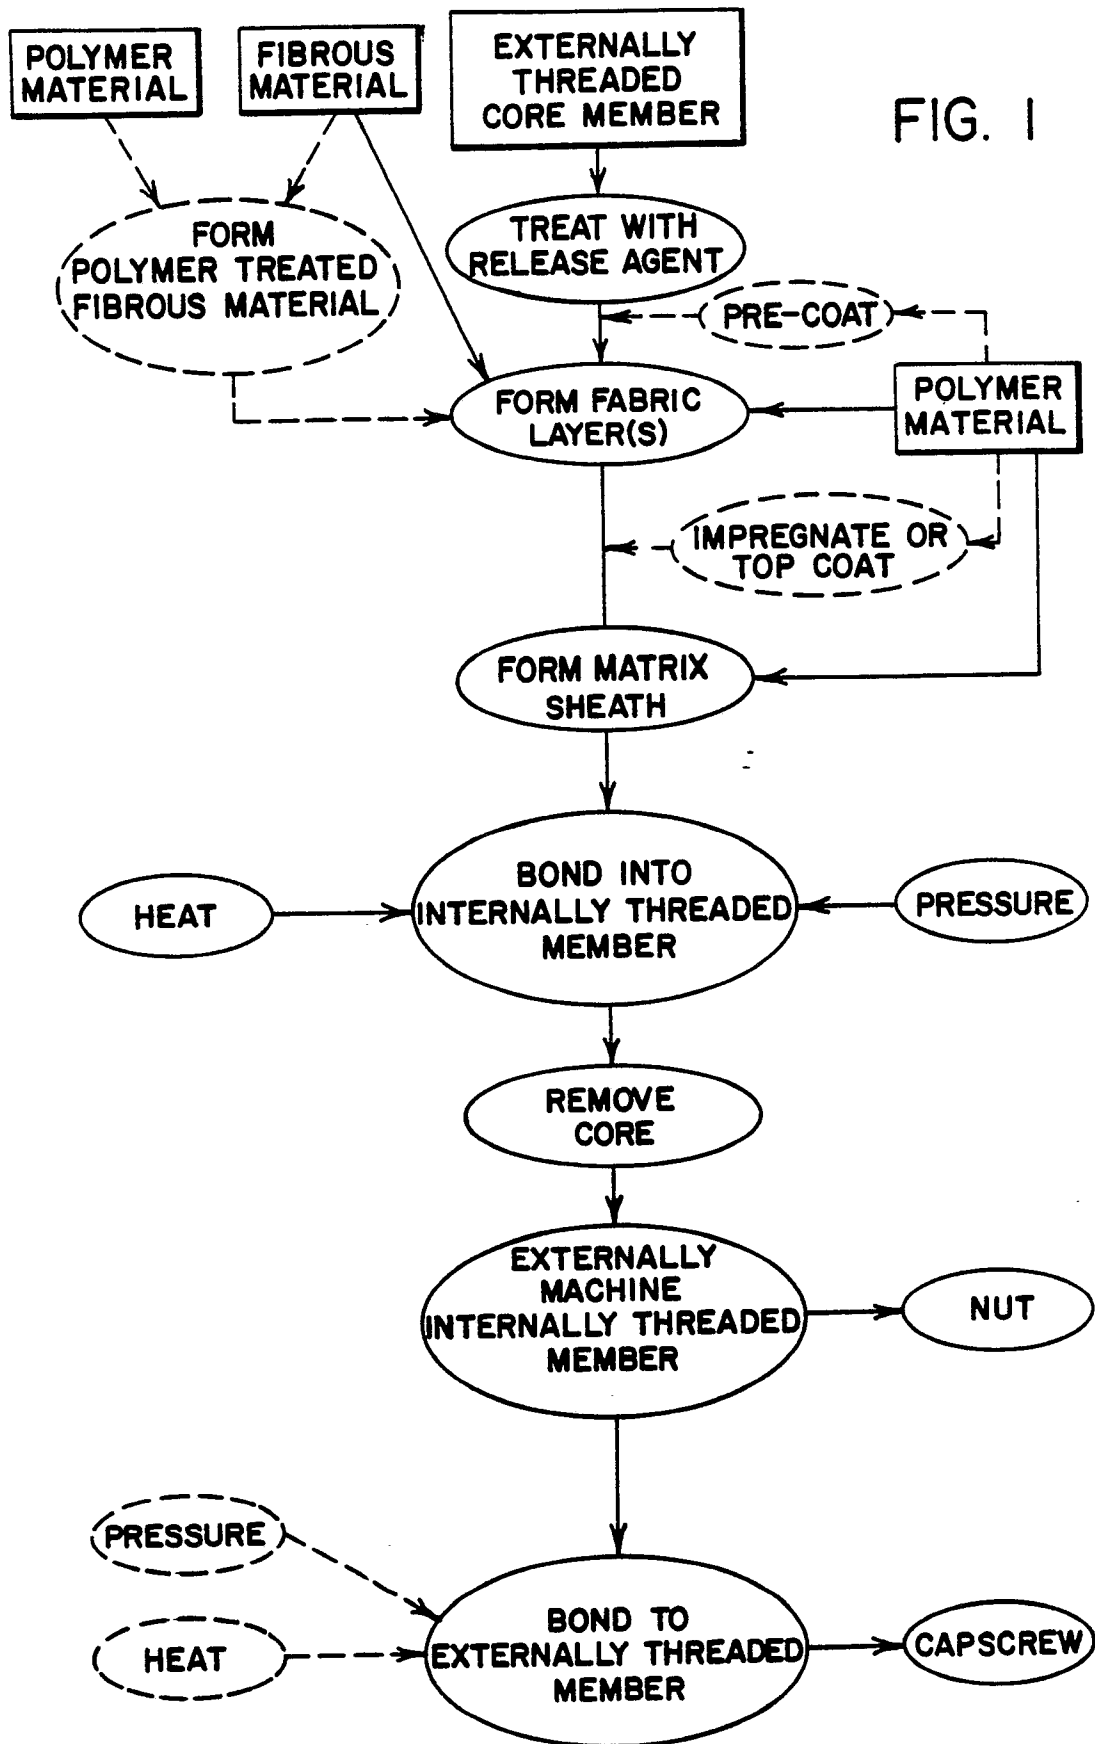 POLYMER
MATERIAL
FIBROUS
MATERIAL
EXTERNALLY
THREADED
CORE MEMBER
FIG. 1
FORM
POLYMER TREATED
FIBROUS MATERIAL
TREAT WITH
RELEASE AGENT
PRE-COAT
FORM FABRIC
LAYER(S)
POLYMER
MATERIAL
IMPREGNATE OR
TOP COAT
FORM MATRIX
SHEATH
HEAT
BOND INTO
INTERNALLY THREADED
MEMBER
PRESSURE
REMOVE
CORE
EXTERNALLY
MACHINE
INTERNALLY THREADED
MEMBER
NUT
PRESSURE
HEAT
BOND TO
EXTERNALLY THREADED
MEMBER
CAPSCREW